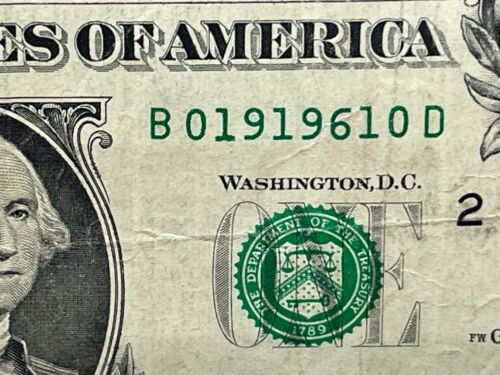 ES OF AMERICA
B 01919610 D
WASHINGTON, D.C.
ONE
2
THE DEPARTMENT OF THE TREASURY
1789
FW